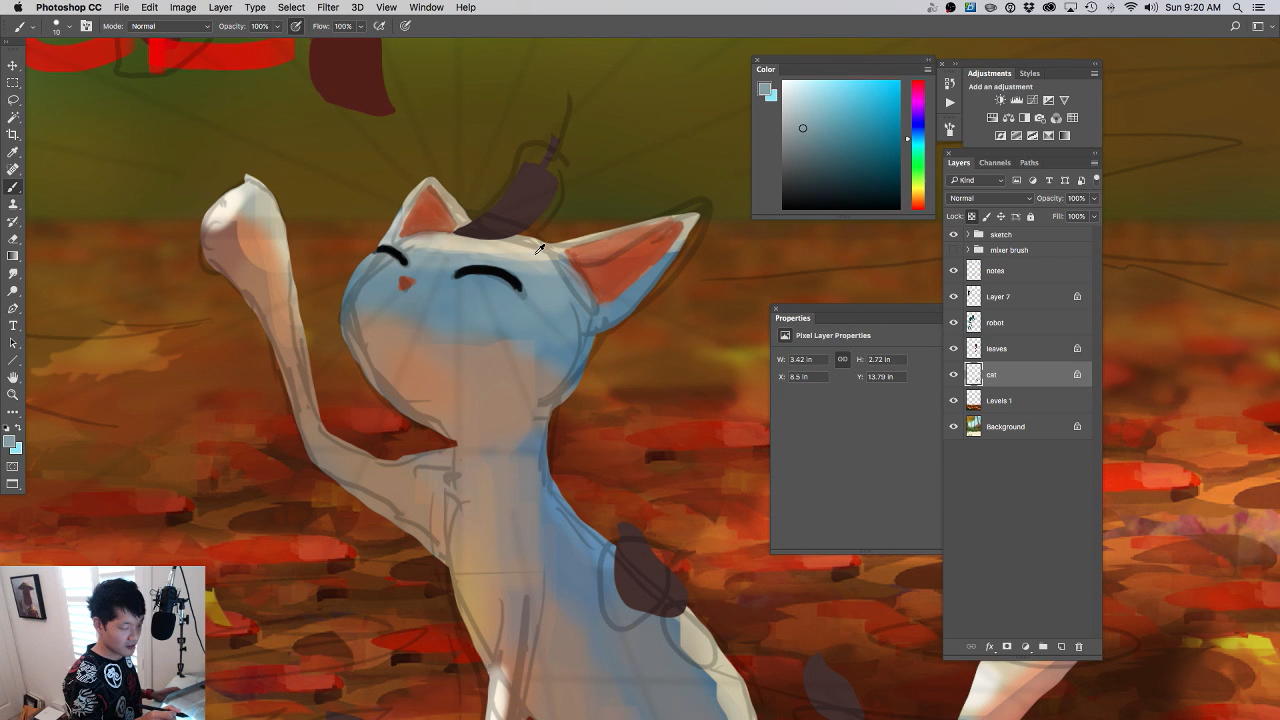 Photoshop CC File Edit Image Layer Type Select Filter 3D View Window Help Sun 9:20 AM
10 Mode: Normal Opacity: 100% Flow: 100%
Color
Adjustments Styles
Add an adjustment
Layers Channels Paths
Kind
Normal Opacity: 100%
Lock: Fill: 100%
sketch
mixer brush
notes
Layer 7
robot
leaves
cat
Levels 1
Background
fx
Properties
Pixel Layer Properties
W: 3.42 in H: 2.72 in
X: 8.5 in Y: 13.79 in